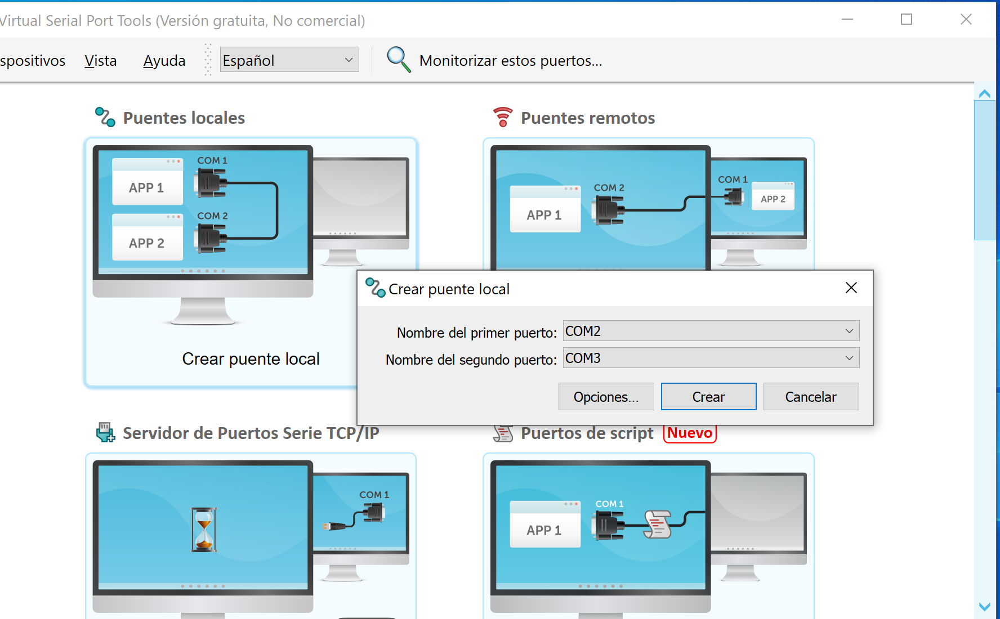 Virtual Serial Port Tools (Versión gratuita, No comercial)
spositivos Vista Ayuda Español Monitorizar estos puertos...
Puentes locales
Puentes remotos
COM 1
APP 1
COM 2
APP 2
COM 2
APP 1
COM 1
APP 2
Crear puente local
Crear puente local
Nombre del primer puerto: COM2
Nombre del segundo puerto: COM3
Opciones... Crear Cancelar
Servidor de Puertos Serie TCP/IP
Puertos de script Nuevo
COM 1
COM 1
APP 1